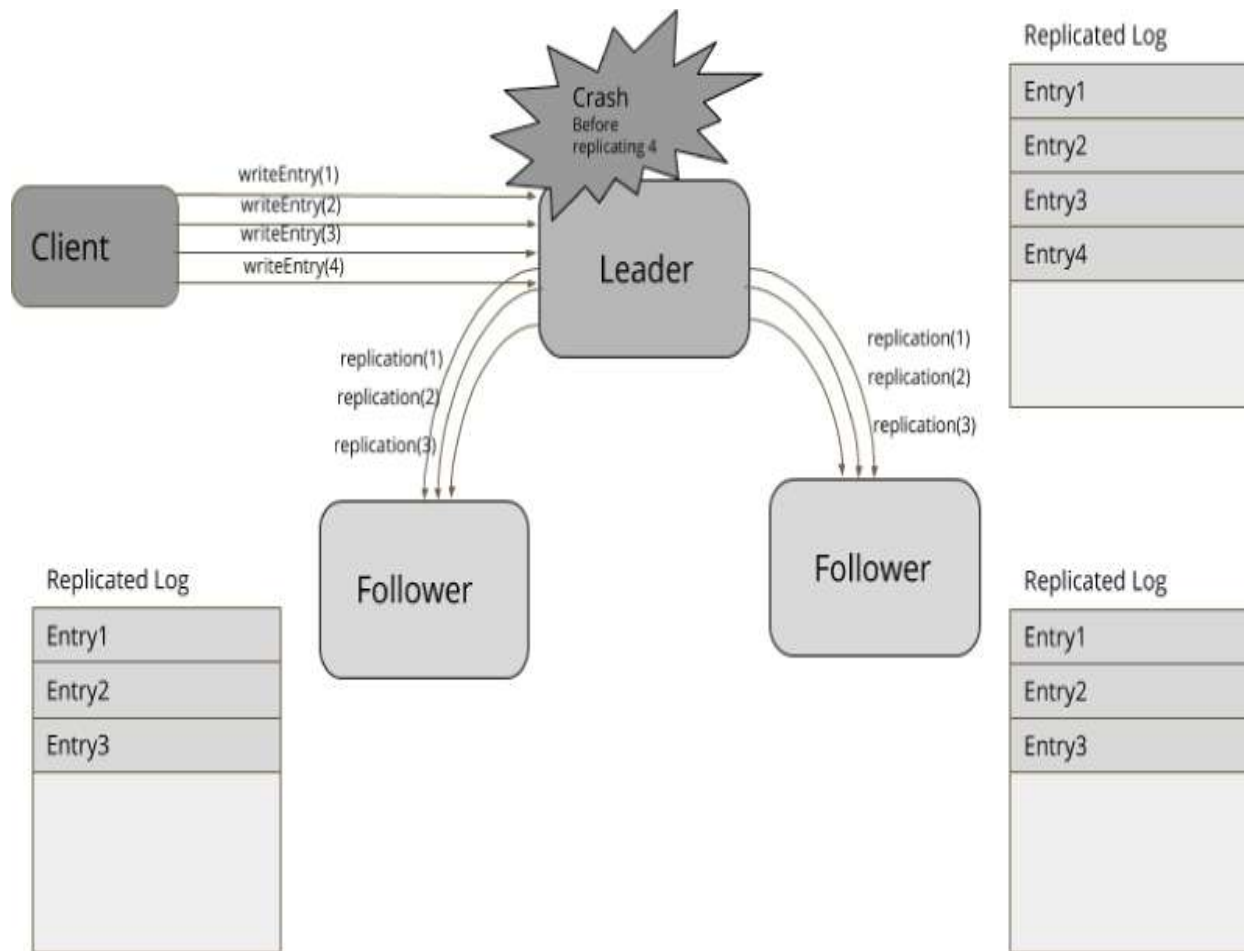 Replicated Log
Entry1
Entry2
Entry3
Entry4
Crash
Before
replicating 4
writeEntry(1)
writeEntry(2)
writeEntry(3)
writeEntry(4)
Client
Leader
replication(1)
replication(2)
replication(3)
replication(1)
replication(2)
replication(3)
Follower
Follower
Replicated Log
Entry1
Entry2
Entry3
Replicated Log
Entry1
Entry2
Entry3